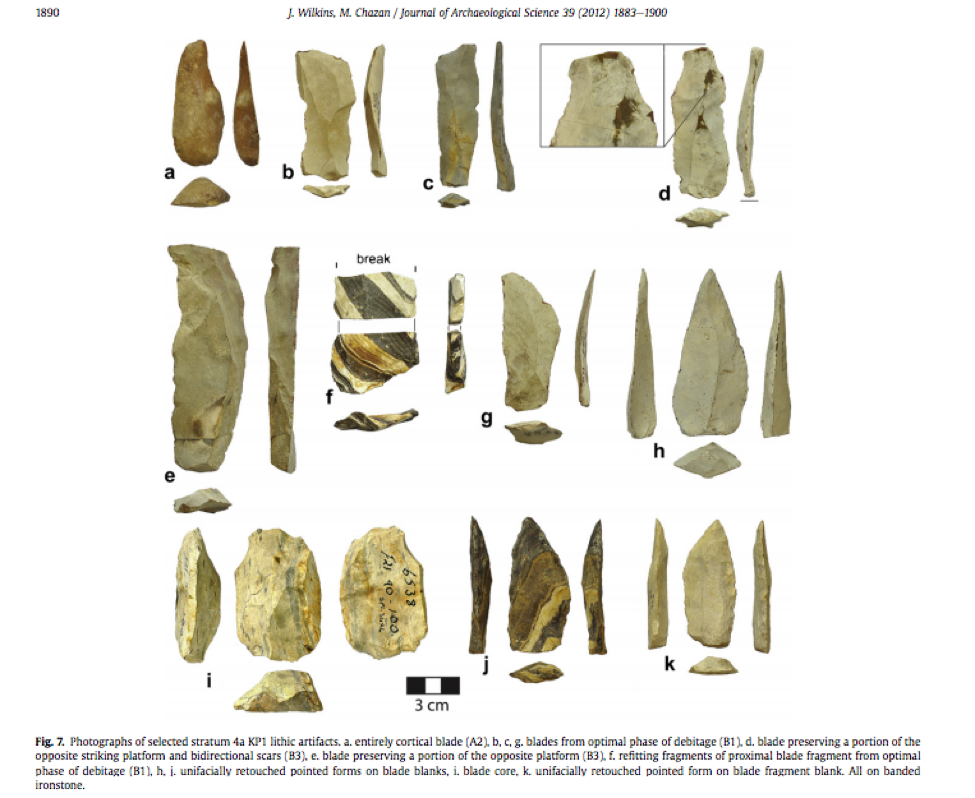 1890
J. Wilkins, M. Chazan / Journal of Archaeological Science 39 (2012) 1883–1900
a
b
c
d
break
e
f
g
h
6538
90 - 100
i
j
k
3 cm
Fig. 7. Photographs of selected stratum 4a KP1 lithic artifacts. a. entirely cortical blade (A2), b, c, g. blades from optimal phase of debitage (B1), d. blade preserving a portion of the
opposite striking platform and bidirectional scars (B3), e. blade preserving a portion of the opposite platform (B3), f. refitting fragments of proximal blade fragment from optimal
phase of debitage (B1), h, j. unifacially retouched pointed forms on blade blanks, i. blade core, k. unifacially retouched pointed form on blade fragment blank. All on banded
ironstone.